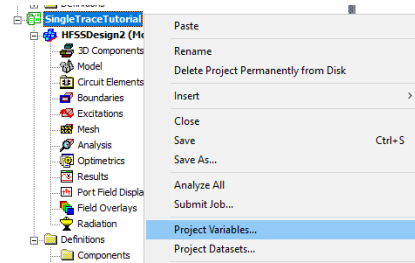 SingleTraceTutorial
HFSSDesign2 (Mo
3D Components
Model
Circuit Elements
Boundaries
Excitations
Mesh
Analysis
Optimetrics
Results
Port Field Displa
Field Overlays
Radiation
Definitions
Components
Paste
Rename
Delete Project Permanently from Disk
Insert >
Close
Save Ctrl+S
Save As...
Analyze All
Submit Job...
Project Variables...
Project Datasets...